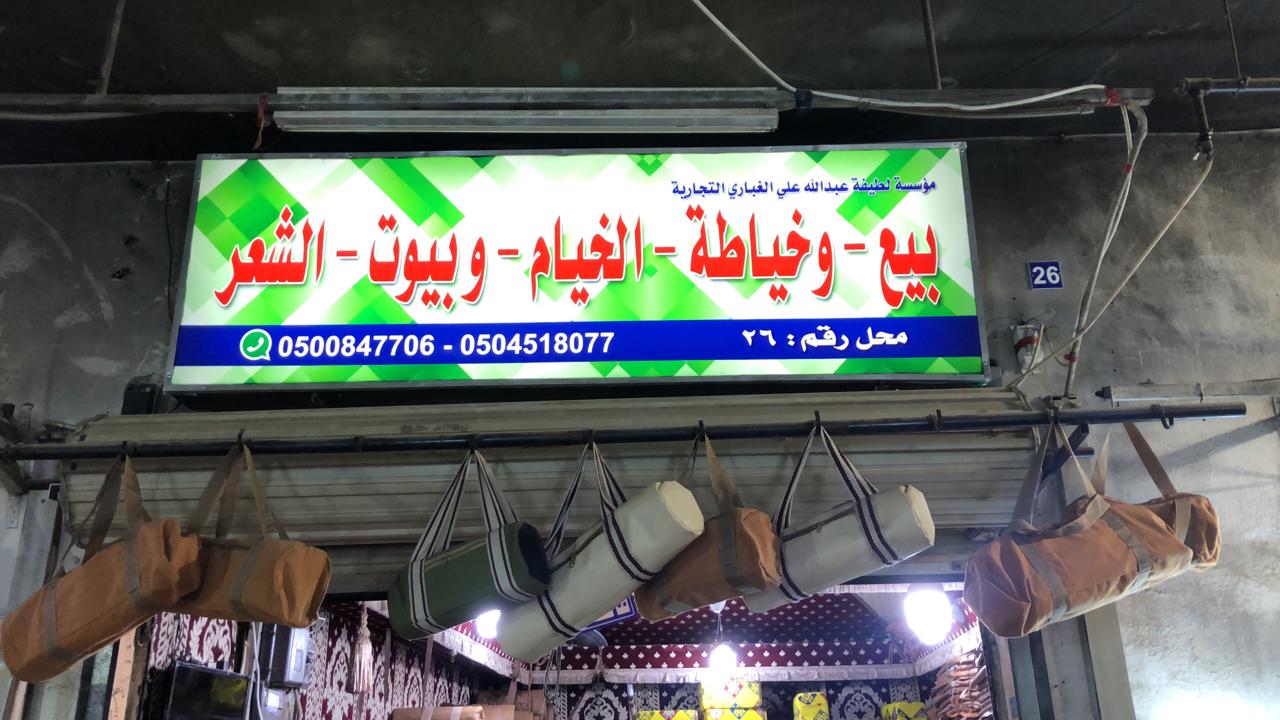 مؤسسة لطيفة عبدالله علي الغباري التجارية
بيع - وخياطة - الخيام - وبيوت - الشعر
محل رقم : ٢٦
0500847706 - 0504518077
26